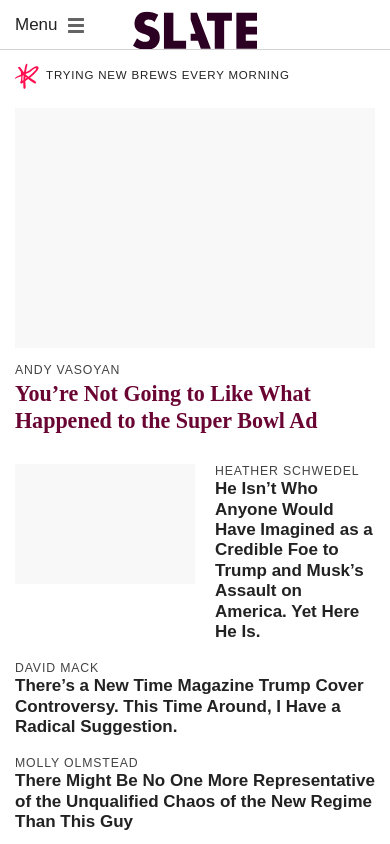 Menu
SLATE
TRYING NEW BREWS EVERY MORNING
ANDY VASOYAN
You’re Not Going to Like What
Happened to the Super Bowl Ad
HEATHER SCHWEDEL
He Isn’t Who
Anyone Would
Have Imagined as a
Credible Foe to
Trump and Musk’s
Assault on
America. Yet Here
He Is.
DAVID MACK
There’s a New Time Magazine Trump Cover
Controversy. This Time Around, I Have a
Radical Suggestion.
MOLLY OLMSTEAD
There Might Be No One More Representative
of the Unqualified Chaos of the New Regime
Than This Guy